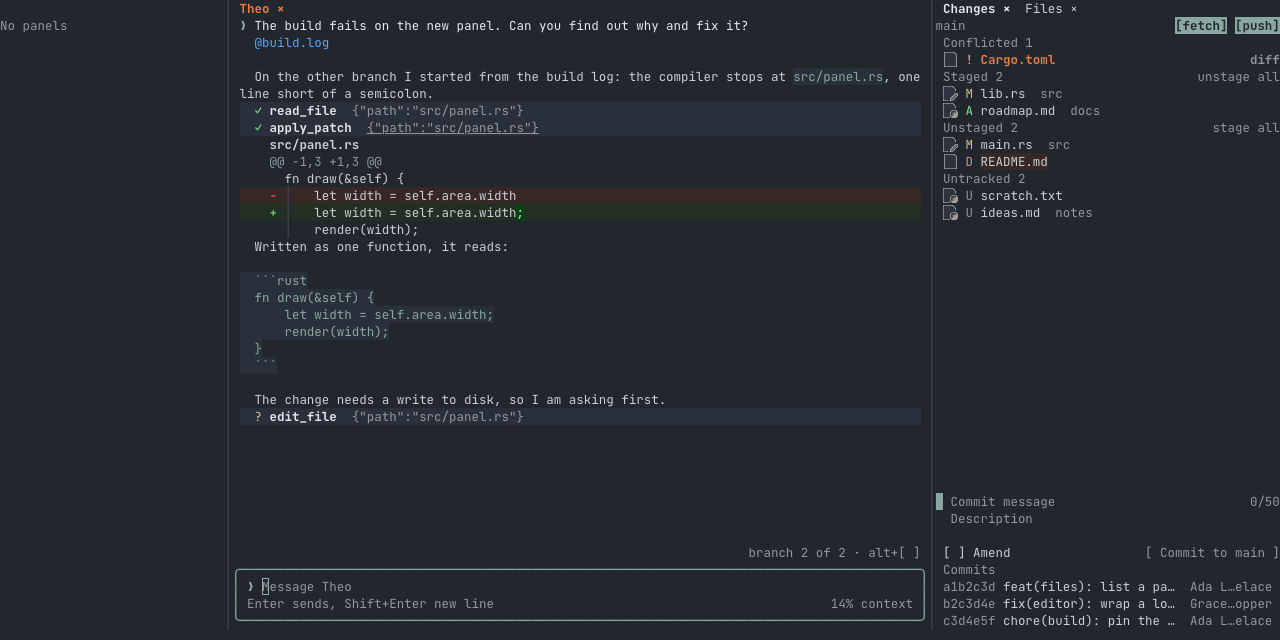 No panels
Theo ×
❯ The build fails on the new panel. Can you find out why and fix it?
@build.log
On the other branch I started from the build log: the compiler stops at src/panel.rs, one
line short of a semicolon.
✓ read_file {"path":"src/panel.rs"}
✓ apply_patch {"path":"src/panel.rs"}
src/panel.rs
@@ -1,3 +1,3 @@
fn draw(&self) {
- let width = self.area.width
+ let width = self.area.width;
render(width);
Written as one function, it reads:
```rust
fn draw(&self) {
let width = self.area.width;
render(width);
}
```
The change needs a write to disk, so I am asking first.
? edit_file {"path":"src/panel.rs"}
branch 2 of 2 · alt+[ ]
❯ Message Theo
Enter sends, Shift+Enter new line 14% context
Changes × Files ×
main [fetch] [push]
Conflicted 1
! Cargo.toml diff
Staged 2 unstage all
M lib.rs src
A roadmap.md docs
Unstaged 2 stage all
M main.rs src
D README.md
Untracked 2
U scratch.txt
U ideas.md notes
Commit message 0/50
Description
[ ] Amend [ Commit to main ]
Commits
a1b2c3d feat(files): list a pa… Ada L…elace
b2c3d4e fix(editor): wrap a lo… Grace…opper
c3d4e5f chore(build): pin the … Ada L…elace